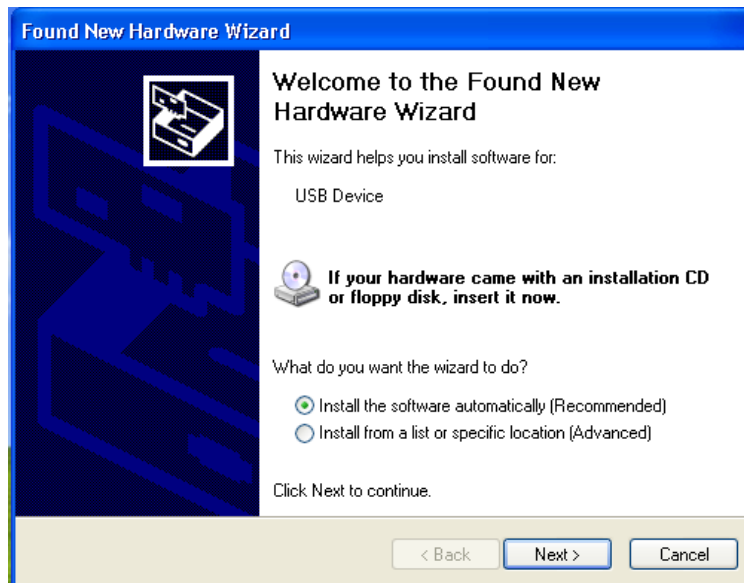 Found New Hardware Wizard
Welcome to the Found New
Hardware Wizard
This wizard helps you install software for:
USB Device
If your hardware came with an installation CD
or floppy disk, insert it now.
What do you want the wizard to do?
Install the software automatically (Recommended)
Install from a list or specific location (Advanced)
Click Next to continue.
< Back
Next >
Cancel